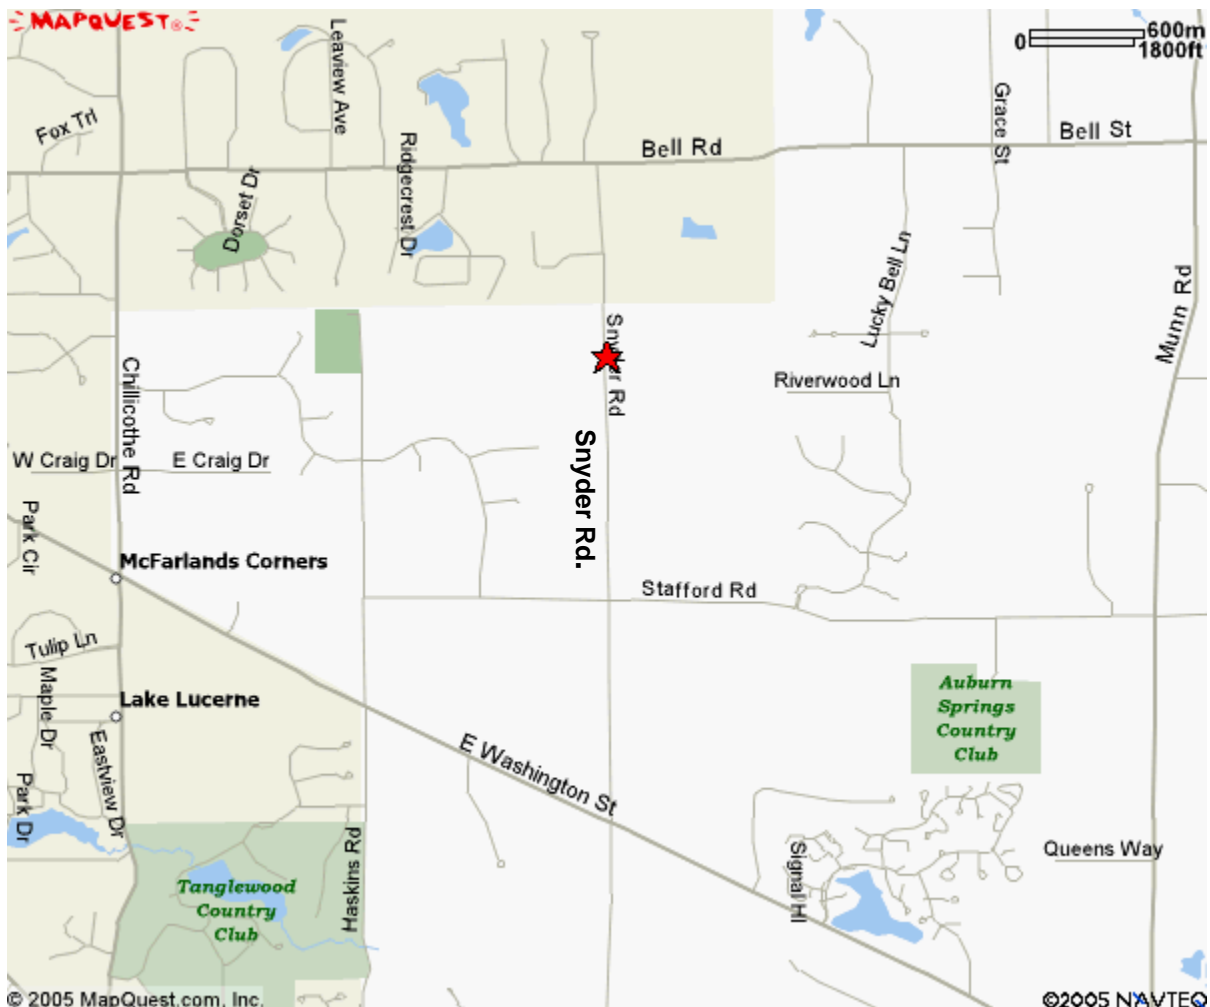 MAPQUEST®
0
600m
1800ft
Leaview Ave
Grace St
Fox Trl
Bell Rd
Bell St
Ridgecrest Dr
Dorset Dr
Lucky Bell Ln
Munn Rd
Snyder Rd
Chillicothe Rd
Riverwood Ln
Snyder Rd.
W Craig Dr
E Craig Dr
Park Cir
McFarlands Corners
Stafford Rd
Tulip Ln
Maple Dr
Lake Lucerne
Auburn
Springs
Country
Club
Eastview Dr
E Washington St
Park Dr
Haskins Rd
Signal Hl
Queens Way
Tanglewood
Country
Club
© 2005 MapQuest.com, Inc.
©2005 NAVTEQ